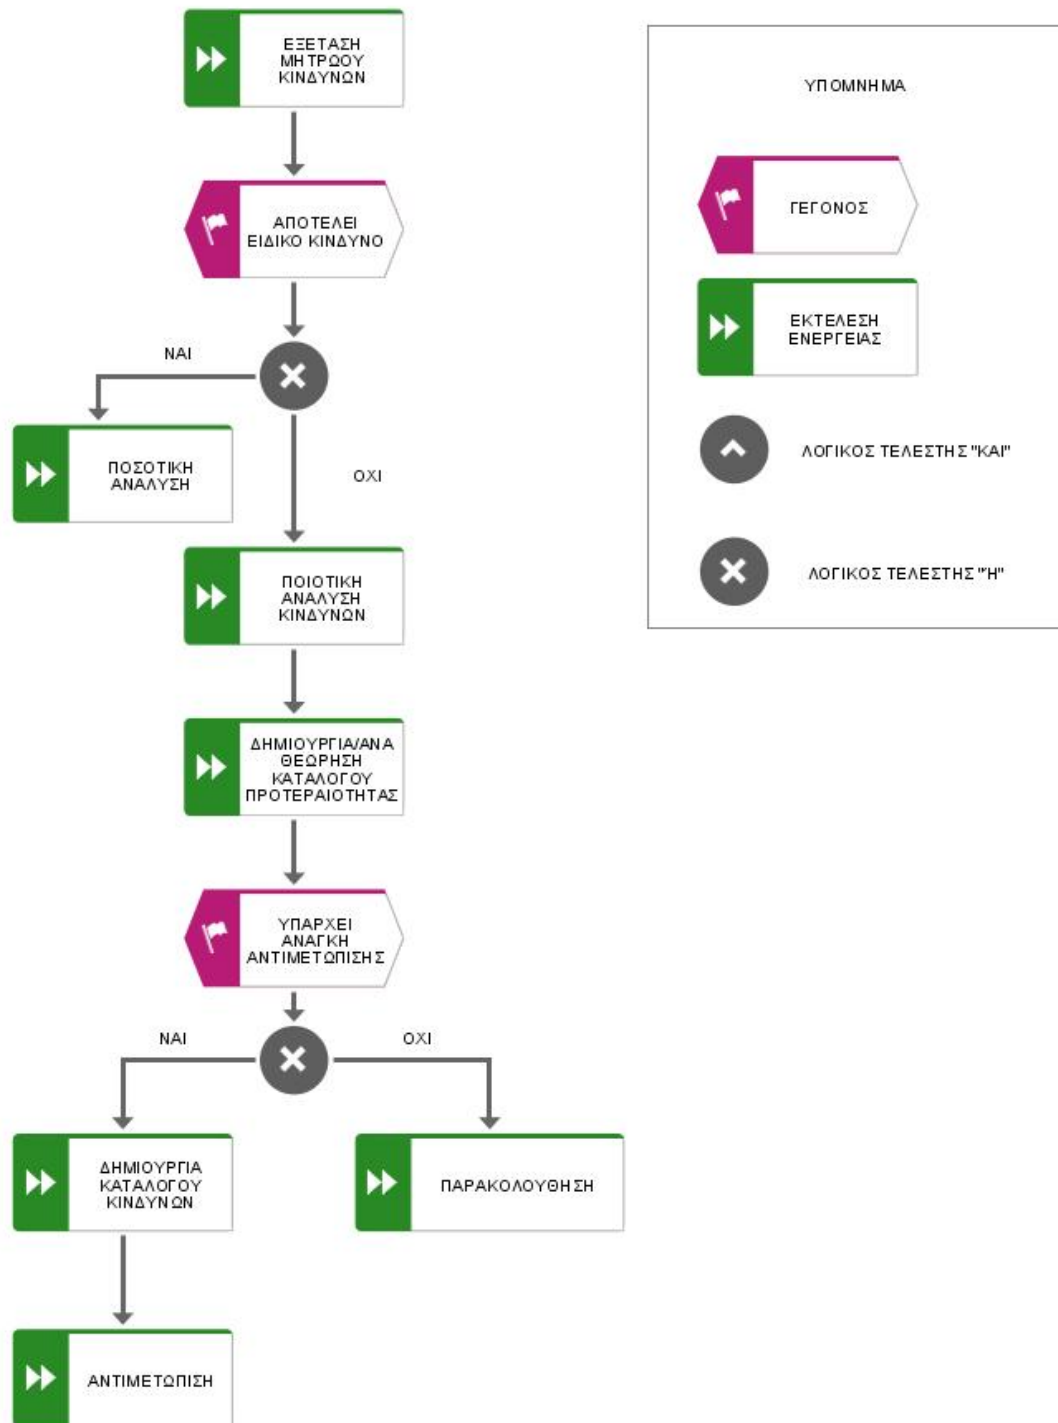 ΕΞΕΤΑΣΗ
ΜΗΤΡΩΟΥ
ΚΙΝΔΥΝΩΝ
ΑΠΟΤΕΛΕΙ
ΕΙΔΙΚΟ ΚΙΝΔΥΝΟ
ΝΑΙ
ΠΟΣΟΤΙΚΗ
ΑΝΑΛΥΣΗ
ΟΧΙ
ΠΟΙΟΤΙΚΗ
ΑΝΑΛΥΣΗ
ΚΙΝΔΥΝΩΝ
ΔΗΜΙΟΥΡΓΙΑ/ΑΝΑ
ΘΕΩΡΗΣΗ
ΚΑΤΑΛΟΓΟΥ
ΠΡΟΤΕΡΑΙΟΤΗΤΑΣ
ΥΠΑΡΧΕΙ
ΑΝΑΓΚΗ
ΑΝΤΙΜΕΤΩΠΙΣΗΣ
ΝΑΙ
ΟΧΙ
ΔΗΜΙΟΥΡΓΙΑ
ΚΑΤΑΛΟΓΟΥ
ΚΙΝΔΥΝΩΝ
ΠΑΡΑΚΟΛΟΥΘΗΣΗ
ΑΝΤΙΜΕΤΩΠΙΣΗ
ΥΠΟΜΝΗΜΑ
ΓΕΓΟΝΟΣ
ΕΚΤΕΛΕΣΗ
ΕΝΕΡΓΕΙΑΣ
ΛΟΓΙΚΟΣ ΤΕΛΕΣΤΗΣ "ΚΑΙ"
ΛΟΓΙΚΟΣ ΤΕΛΕΣΤΗΣ "Ή"